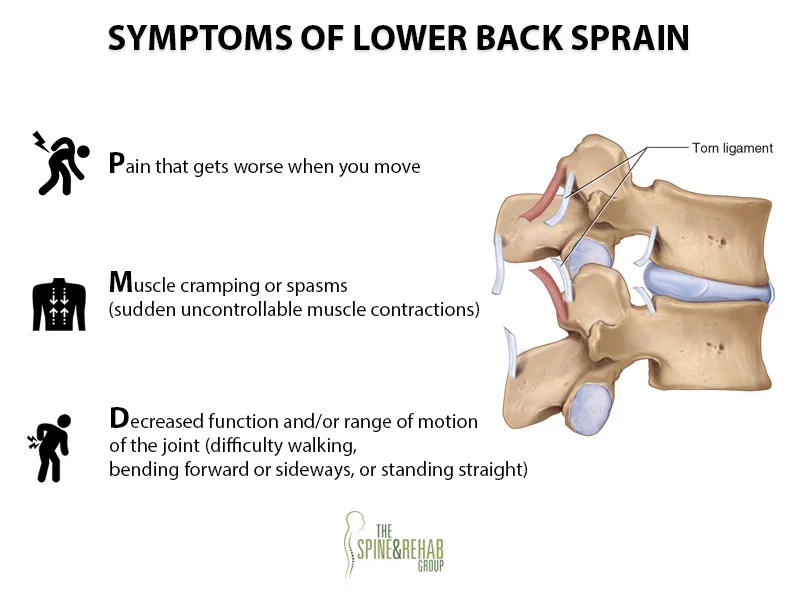 SYMPTOMS OF LOWER BACK SPRAIN
Torn ligament
Pain that gets worse when you move
Muscle cramping or spasms
(sudden uncontrollable muscle contractions)
Decreased function and/or range of motion
of the joint (difficulty walking,
bending forward or sideways, or standing straight)
THE
SPINE&REHAB
GROUP